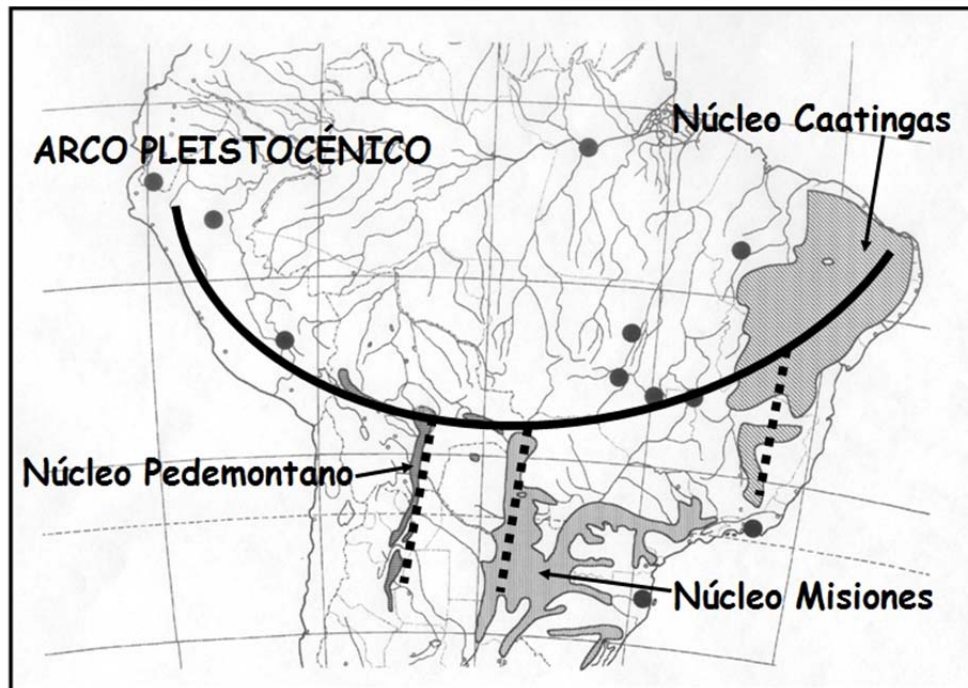 Núcleo Caatingas
ARCO PLEISTOCÉNICO
Núcleo Pedemontano
Núcleo Misiones